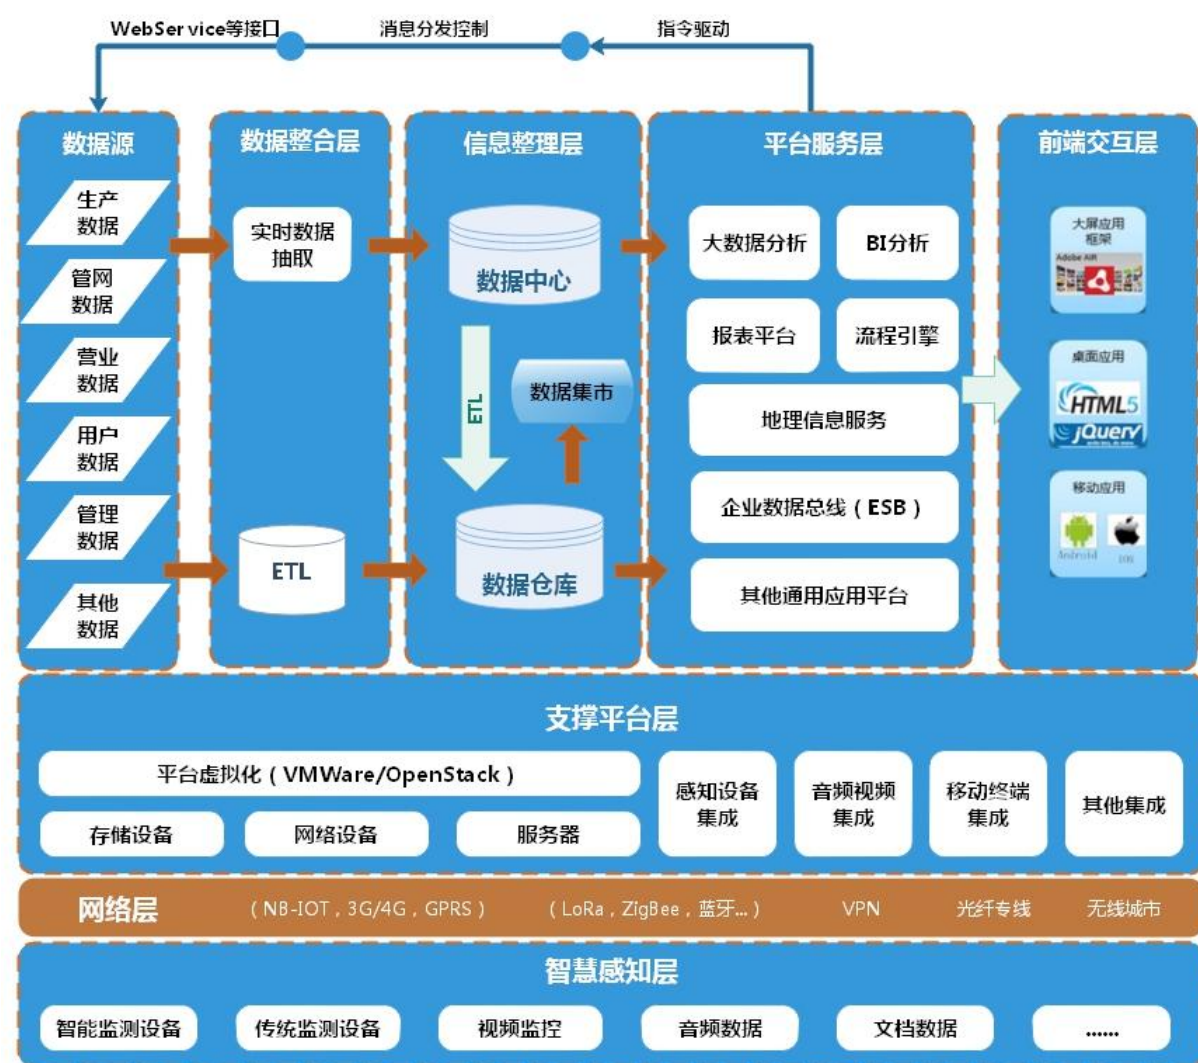 WebService等接口
消息分发控制
指令驱动
数据源
生产
数据
管网
数据
营业
数据
用户
数据
管理
数据
其他
数据
数据整合层
实时数据
抽取
ETL
信息整理层
数据中心
ETL
数据集市
数据仓库
平台服务层
大数据分析
BI分析
报表平台
流程引擎
地理信息服务
企业数据总线（ESB）
其他通用应用平台
前端交互层
大屏应用
框架
Adobe AIR
桌面应用
HTML5
jQuery
移动应用
Android
iOS
支撑平台层
平台虚拟化（VMWare/OpenStack）
存储设备
网络设备
服务器
感知设备
集成
音频视频
集成
移动终端
集成
其他集成
网络层
（NB-IOT，3G/4G，GPRS）
（LoRa，ZigBee，蓝牙...）
VPN
光纤专线
无线城市
智慧感知层
智能监测设备
传统监测设备
视频监控
音频数据
文档数据
......